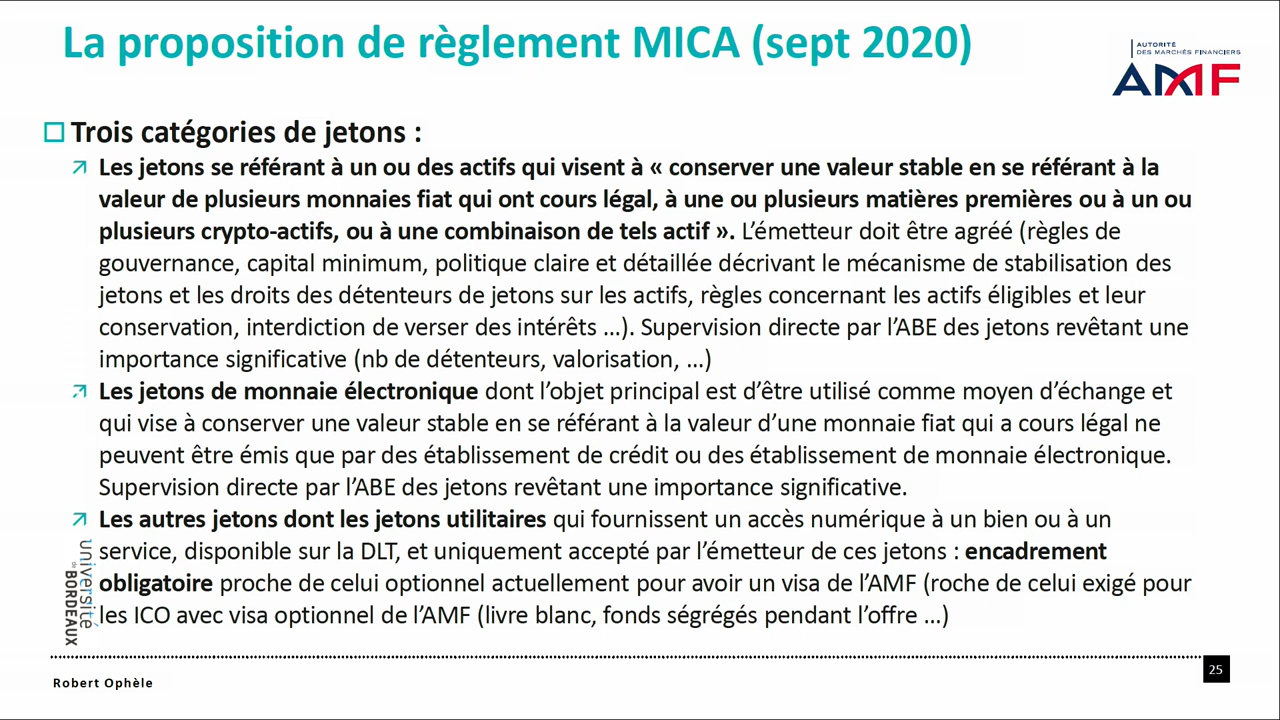 La proposition de règlement MICA (sept 2020)
AUTORITÉ
DES MARCHÉS FINANCIERS
AMF
Trois catégories de jetons :
Les jetons se référant à un ou des actifs qui visent à « conserver une valeur stable en se référant à la
valeur de plusieurs monnaies fiat qui ont cours légal, à une ou plusieurs matières premières ou à un ou
plusieurs crypto-actifs, ou à une combinaison de tels actif ». L’émetteur doit être agréé (règles de
gouvernance, capital minimum, politique claire et détaillée décrivant le mécanisme de stabilisation des
jetons et les droits des détenteurs de jetons sur les actifs, règles concernant les actifs éligibles et leur
conservation, interdiction de verser des intérêts …). Supervision directe par l’ABE des jetons revêtant une
importance significative (nb de détenteurs, valorisation, …)
Les jetons de monnaie électronique dont l’objet principal est d’être utilisé comme moyen d’échange et
qui vise à conserver une valeur stable en se référant à la valeur d’une monnaie fiat qui a cours légal ne
peuvent être émis que par des établissement de crédit ou des établissement de monnaie électronique.
Supervision directe par l’ABE des jetons revêtant une importance significative.
Les autres jetons dont les jetons utilitaires qui fournissent un accès numérique à un bien ou à un
service, disponible sur la DLT, et uniquement accepté par l’émetteur de ces jetons : encadrement
obligatoire proche de celui optionnel actuellement pour avoir un visa de l’AMF (roche de celui exigé pour
les ICO avec visa optionnel de l’AMF (livre blanc, fonds ségrégés pendant l’offre …)
université
de BORDEAUX
Robert Ophèle
25